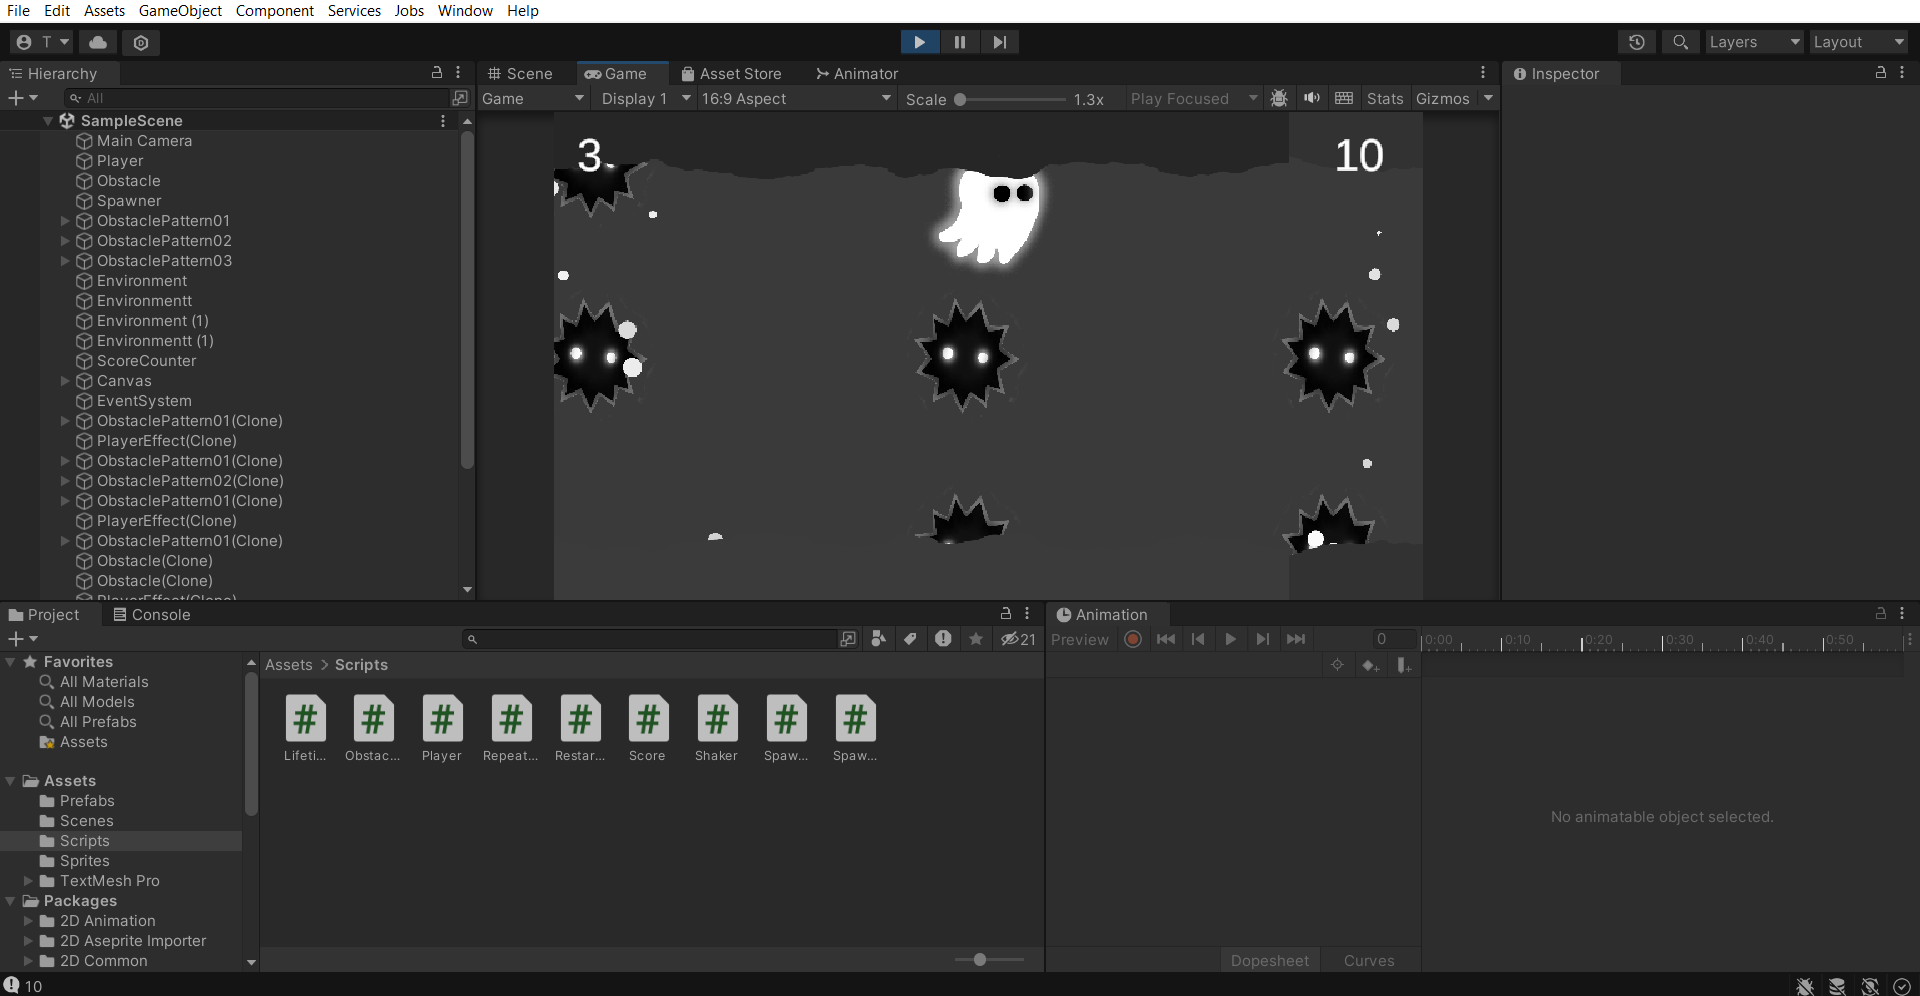 File Edit Assets GameObject Component Services Jobs Window Help
T
Layers Layout
Hierarchy
Scene Game Asset Store Animator
Inspector
All
Game Display 1 16:9 Aspect Scale 1.3x Play Focused Stats Gizmos
SampleScene
Main Camera
Player
Obstacle
Spawner
ObstaclePattern01
ObstaclePattern02
ObstaclePattern03
Environment
Environmentt
Environment (1)
Environmentt (1)
ScoreCounter
Canvas
EventSystem
ObstaclePattern01(Clone)
PlayerEffect(Clone)
ObstaclePattern01(Clone)
ObstaclePattern02(Clone)
ObstaclePattern01(Clone)
PlayerEffect(Clone)
ObstaclePattern01(Clone)
Obstacle(Clone)
Obstacle(Clone)
PlayerEffect(Clone)
3
10
Project Console
21
Favorites
All Materials
All Models
All Prefabs
Assets
Assets
Prefabs
Scenes
Scripts
Sprites
TextMesh Pro
Packages
2D Animation
2D Aseprite Importer
2D Common
Assets > Scripts
Lifeti...
Obstac...
Player
Repeat...
Restar...
Score
Shaker
Spaw...
Spaw...
Animation
Preview
0
0:00 0:10 0:20 0:30 0:40 0:50
No animatable object selected.
Dopesheet Curves
10